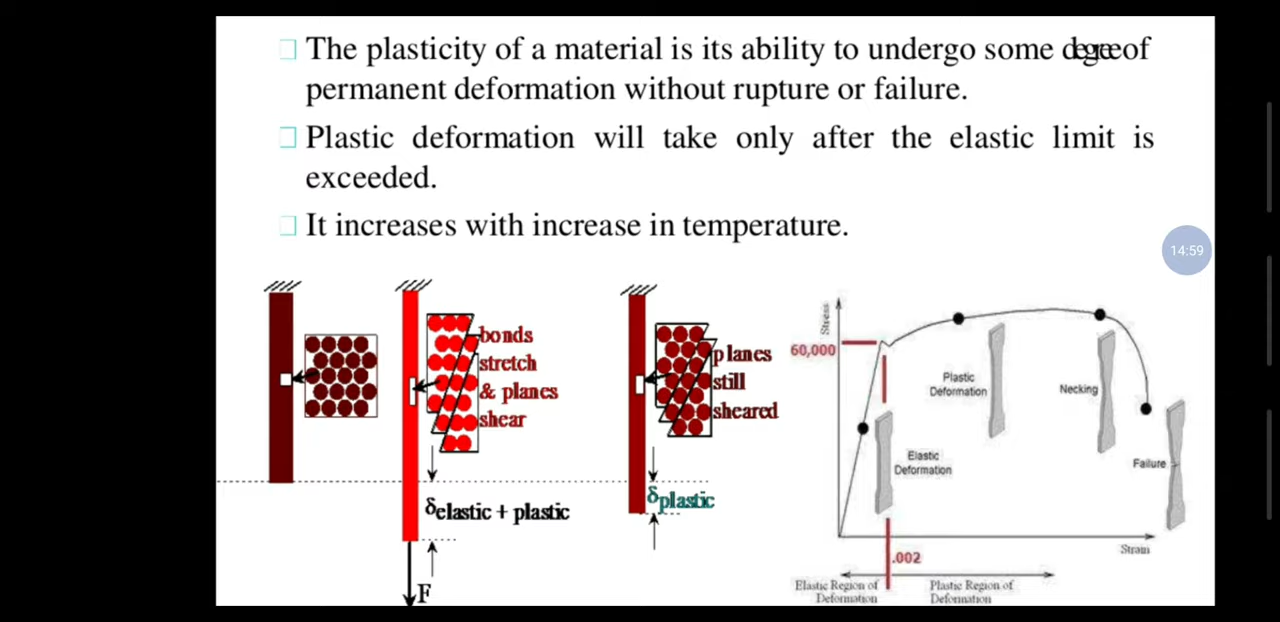 The plasticity of a material is its ability to undergo some degree of
permanent deformation without rupture or failure.
Plastic deformation will take only after the elastic limit is
exceeded.
It increases with increase in temperature.
14:59
bonds
stretch
& planes
shear
δelastic + plastic
F
planes
still
sheared
δplastic
Stress
60,000
Plastic
Deformation
Necking
Elastic
Deformation
Failure
Strain
.002
Elastic Region of
Deformation
Plastic Region of
Deformation